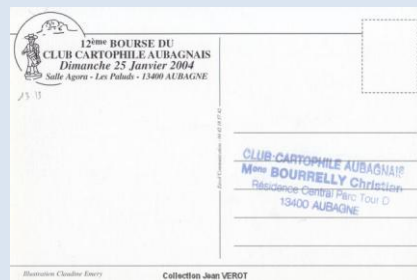 12ème BOURSE DU
CLUB CARTOPHILE AUBAGNAIS
Dimanche 25 Janvier 2004
Salle Agora - Les Paluds - 13400 AUBAGNE
CLUB CARTOPHILE AUBAGNAIS
Mons BOURRELLY Christian
Résidence Central Parc Tour D
13400 AUBAGNE
Illustration Claudine Emery
Collection Jean VEROT